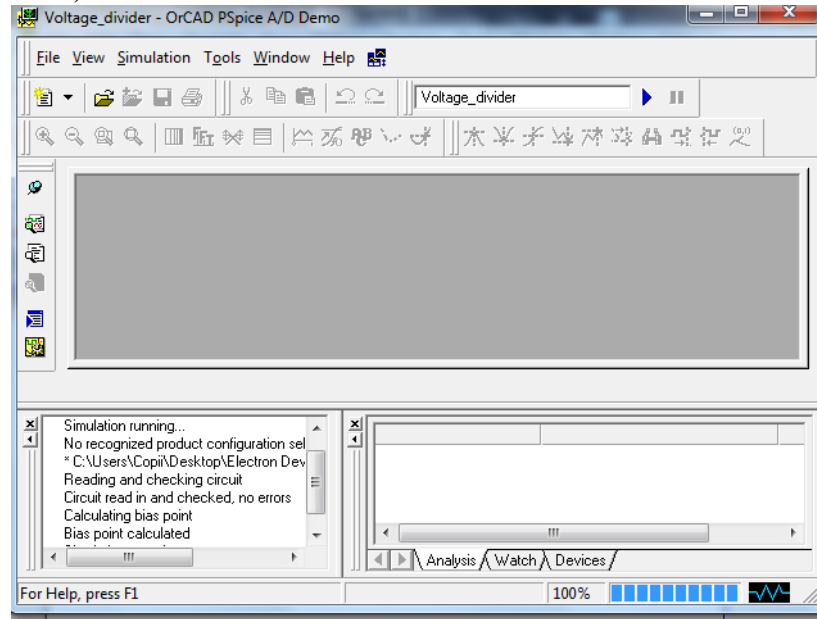 Voltage_divider - OrCAD PSpice A/D Demo
File View Simulation Tools Window Help
Voltage_divider
Simulation running...
No recognized product configuration sel
* C:\Users\Copii\Desktop\Electron Dev
Reading and checking circuit
Circuit read in and checked, no errors
Calculating bias point
Bias point calculated
Analysis Watch Devices
For Help, press F1
100%